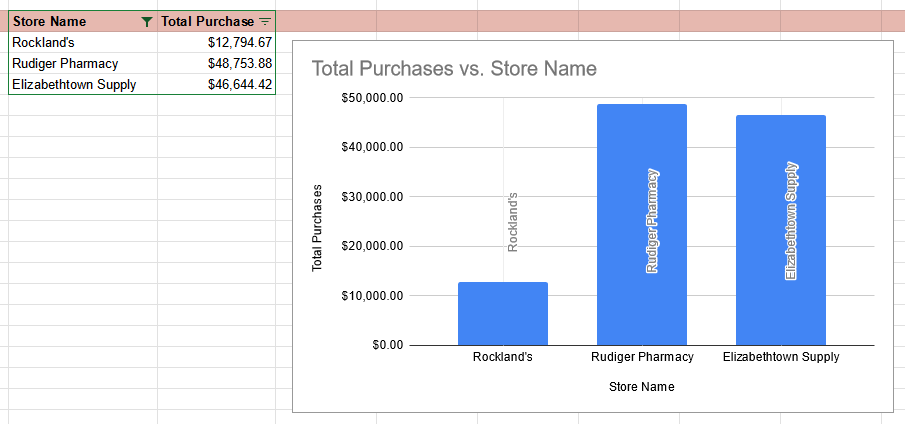 Store Name Total Purchase
Rockland's $12,794.67
Rudiger Pharmacy $48,753.88
Elizabethtown Supply $46,644.42
Total Purchases vs. Store Name
$50,000.00
$40,000.00
$30,000.00
$20,000.00
$10,000.00
$0.00
Total Purchases
Rockland's
Rudiger Pharmacy
Elizabethtown Supply
Rockland's Rudiger Pharmacy Elizabethtown Supply
Store Name